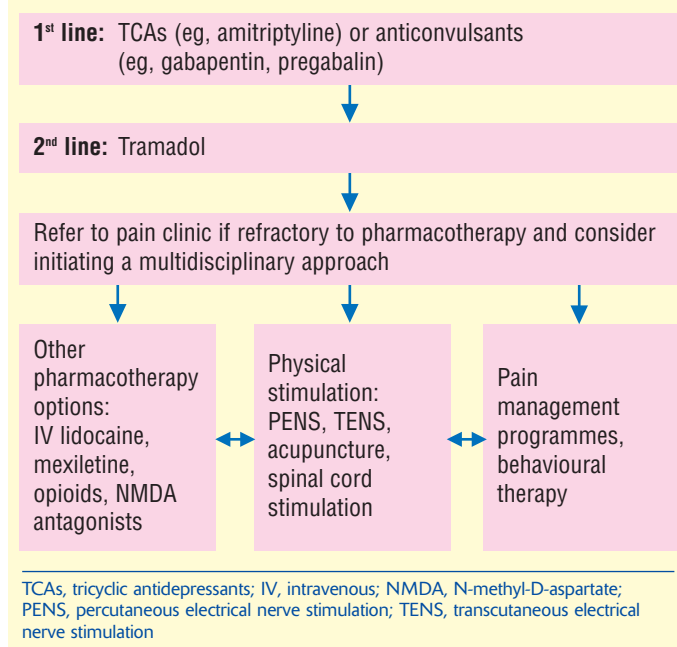 1st line: TCAs (eg, amitriptyline) or anticonvulsants
(eg, gabapentin, pregabalin)
2nd line: Tramadol
Refer to pain clinic if refractory to pharmacotherapy and consider
initiating a multidisciplinary approach
Other
pharmacotherapy
options:
IV lidocaine,
mexiletine,
opioids, NMDA
antagonists
Physical
stimulation:
PENS, TENS,
acupuncture,
spinal cord
stimulation
Pain
management
programmes,
behavioural
therapy
TCAs, tricyclic antidepressants; IV, intravenous; NMDA, N-methyl-D-aspartate;
PENS, percutaneous electrical nerve stimulation; TENS, transcutaneous electrical
nerve stimulation